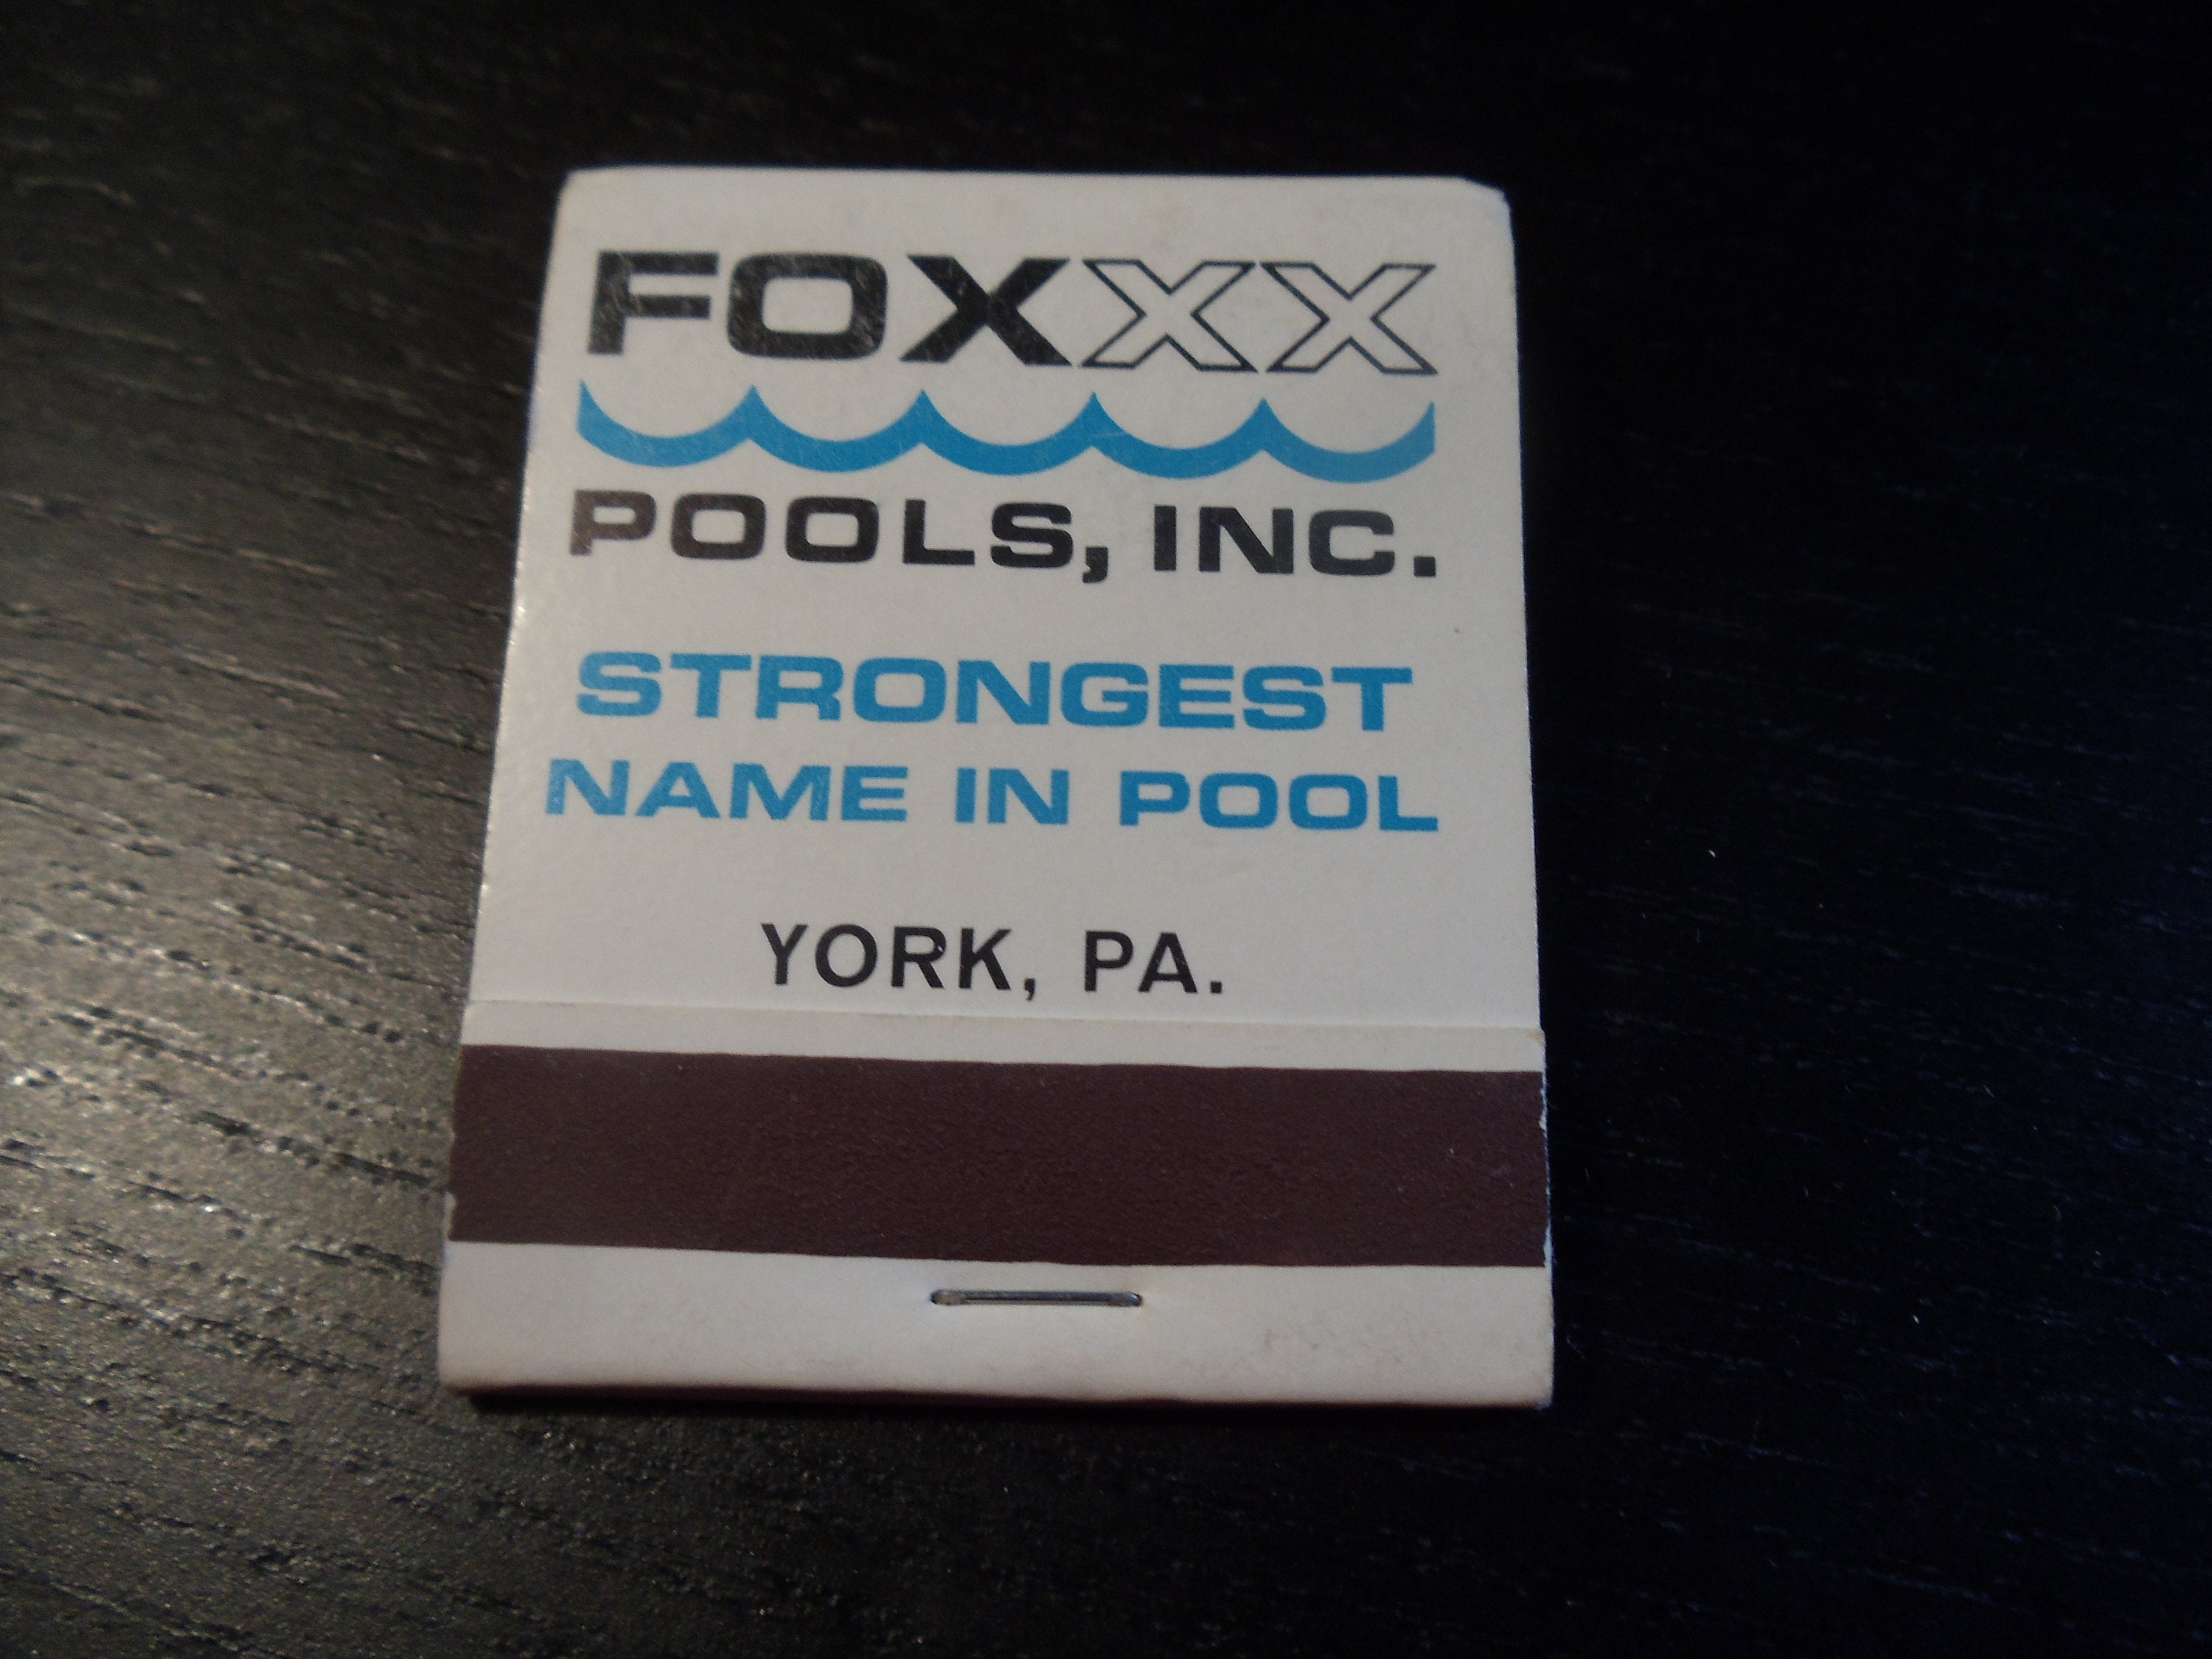 FOXXX
POOLS, INC.
STRONGEST
NAME IN POOL
YORK, PA.